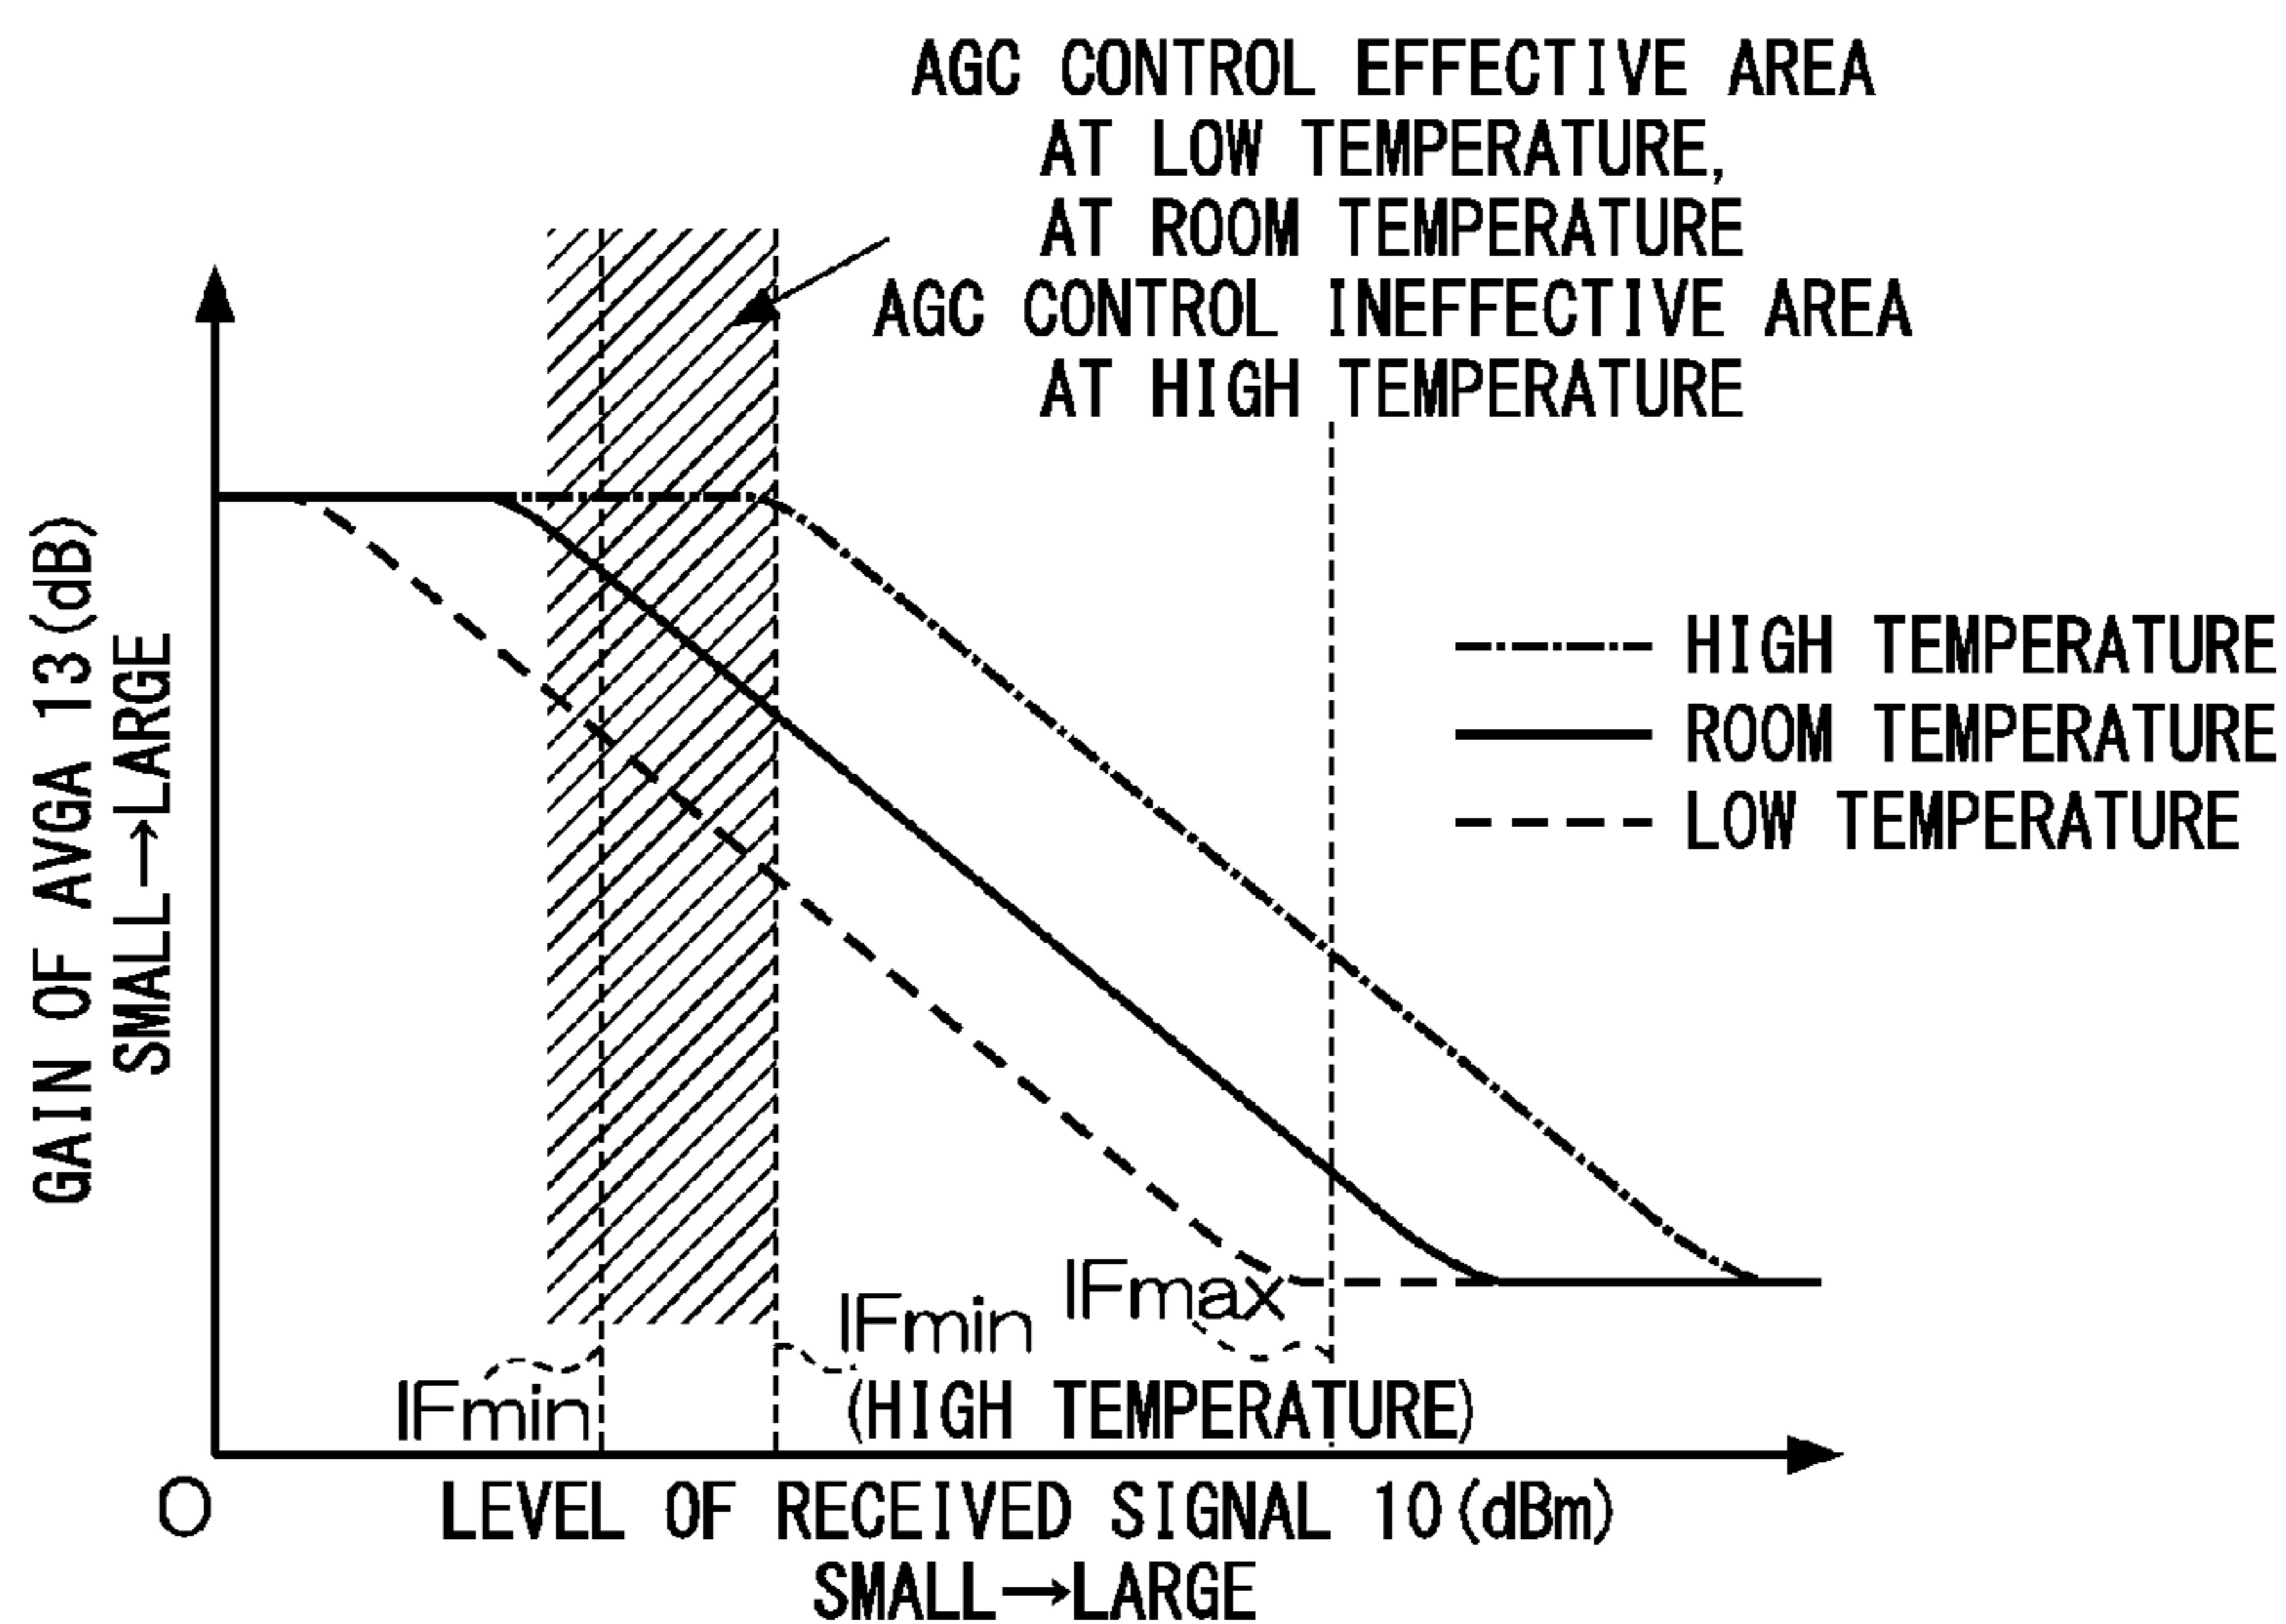 AGC CONTROL EFFECTIVE AREA
AT LOW TEMPERATURE,
AT ROOM TEMPERATURE
AGC CONTROL INEFFECTIVE AREA
AT HIGH TEMPERATURE
GAIN OF AVGA 13(dB)
SMALL→LARGE
HIGH TEMPERATURE
ROOM TEMPERATURE
LOW TEMPERATURE
IFmax
IFmin
(HIGH TEMPERATURE)
IFmin
O
LEVEL OF RECEIVED SIGNAL 10(dBm)
SMALL→LARGE